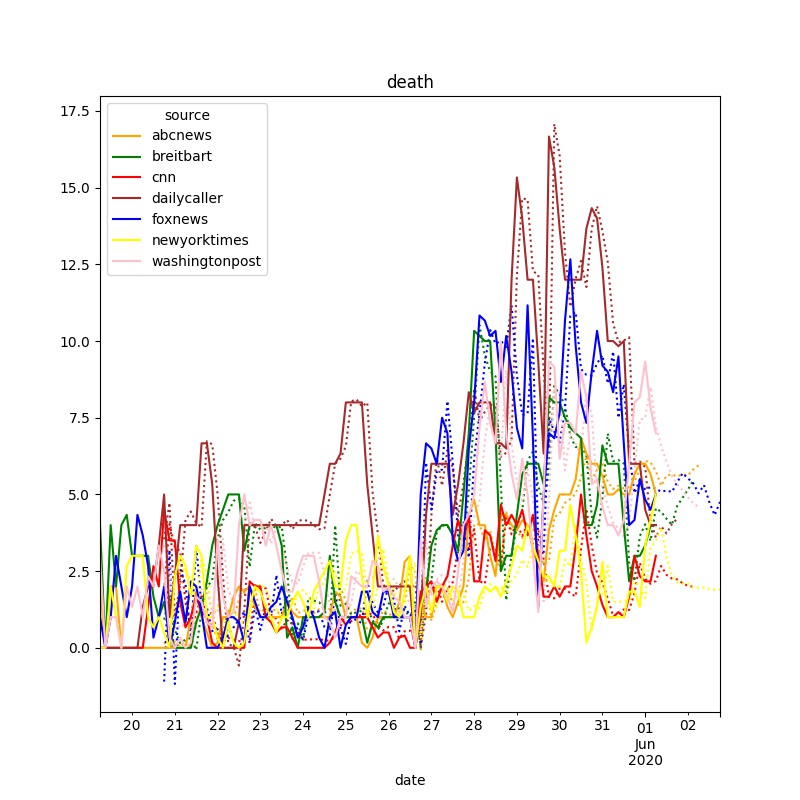 death
17.5
15.0
12.5
10.0
7.5
5.0
2.5
0.0
source
abcnews
breitbart
cnn
dailycaller
foxnews
newyorktimes
washingtonpost
20 21 22 23 24 25 26 27 28 29 30 31 01 02
Jun
2020
date